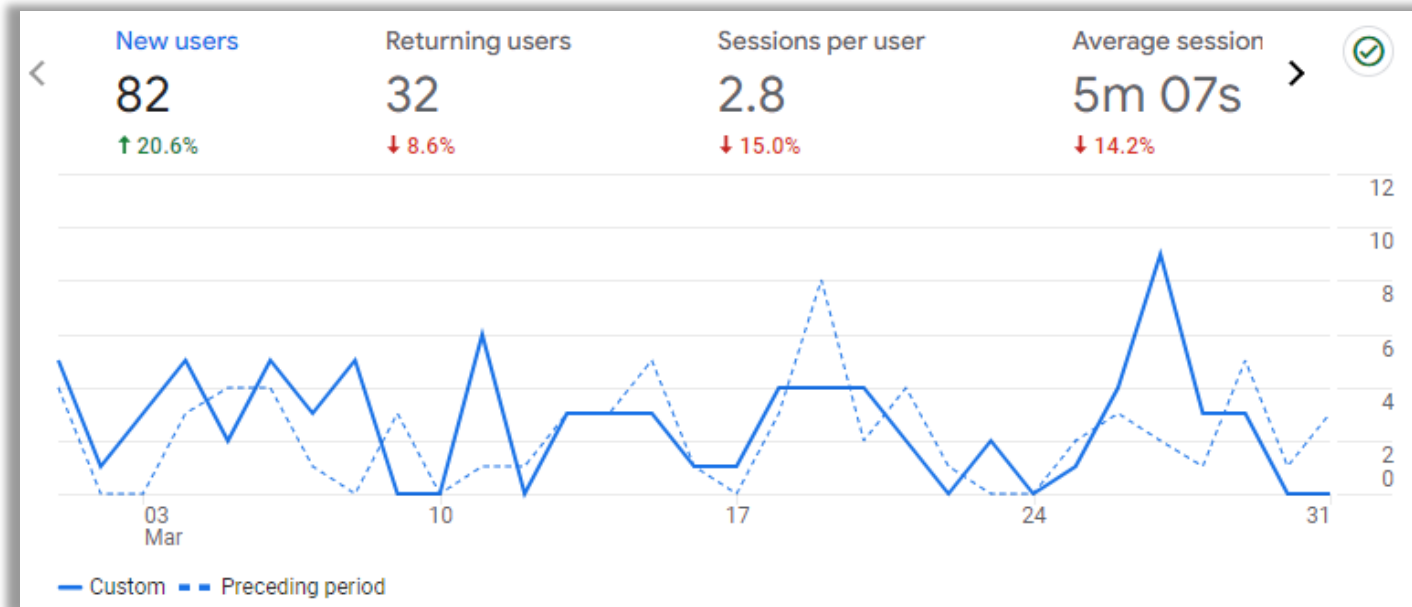 New users Returning users Sessions per user Average session
82 32 2.8 5m 07s
↑ 20.6% ↓ 8.6% ↓ 15.0% ↓ 14.2%
12
10
8
6
4
2
0
03 10 17 24 31
Mar
Custom Preceding period